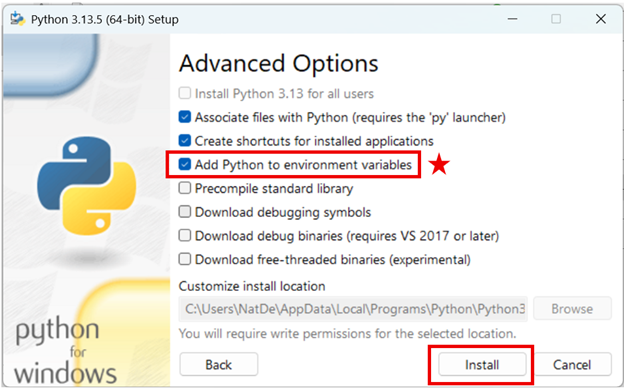 Python 3.13.5 (64-bit) Setup
Advanced Options
Install Python 3.13 for all users
Associate files with Python (requires the 'py' launcher)
Create shortcuts for installed applications
Add Python to environment variables
Precompile standard library
Download debugging symbols
Download debug binaries (requires VS 2017 or later)
Download free-threaded binaries (experimental)
Customize install location
C:\Users\NatDe\AppData\Local\Programs\Python\Python3
Browse
You will require write permissions for the selected location.
python
for
windows
Back
Install
Cancel